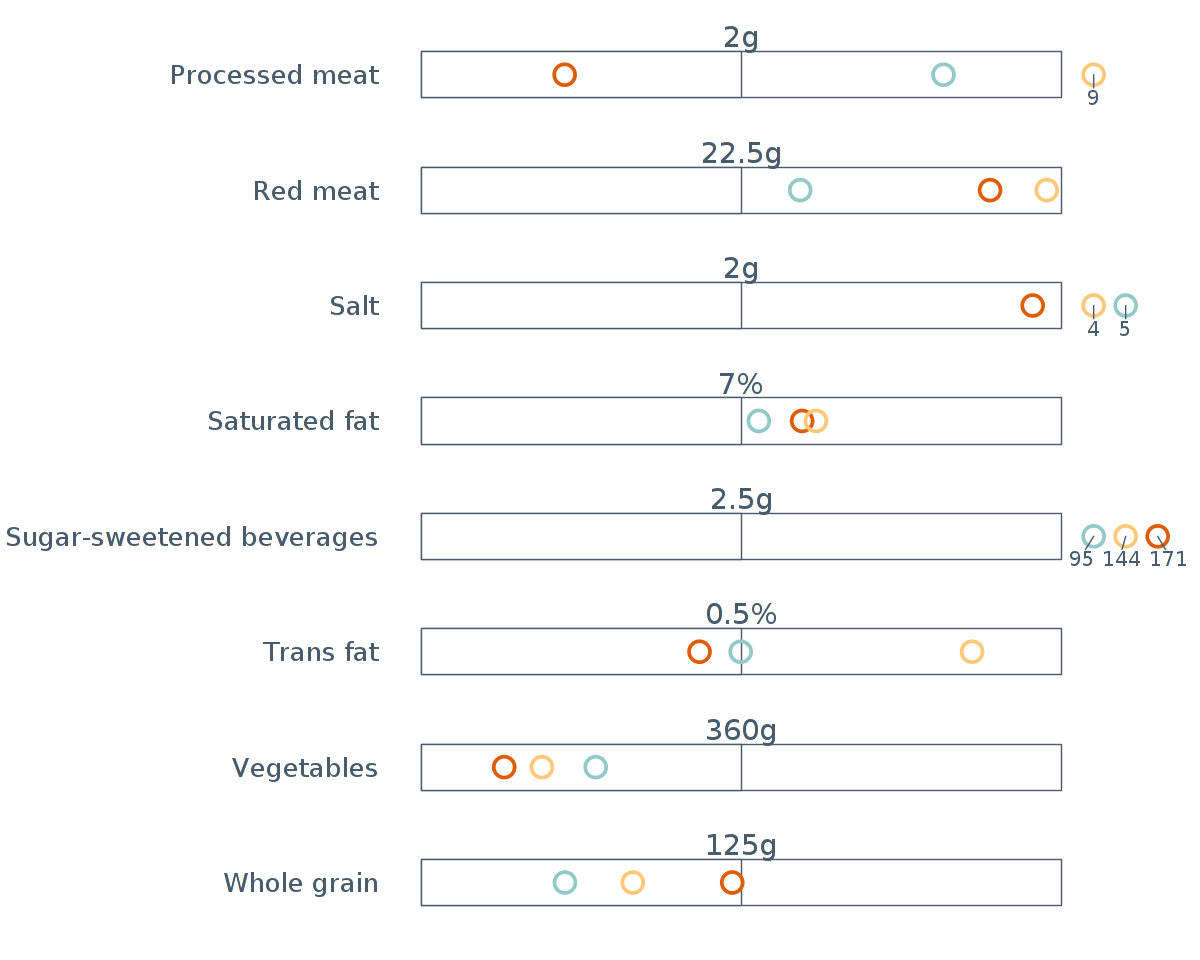 2g
Processed meat
9
22.5g
Red meat
2g
Salt
4 5
7%
Saturated fat
2.5g
Sugar-sweetened beverages
95 144 171
0.5%
Trans fat
360g
Vegetables
125g
Whole grain